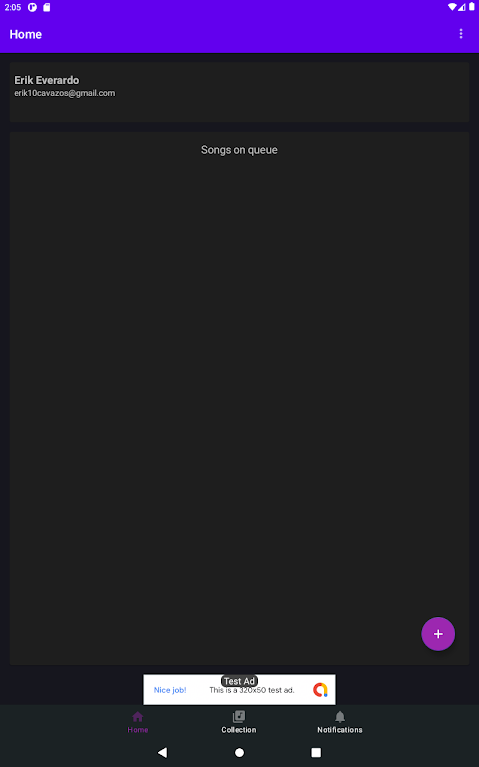 2:05
Home
Erik Everardo
erik10cavazos@gmail.com
Songs on queue
Test Ad
Nice job! This is a 320x50 test ad.
Home Collection Notifications